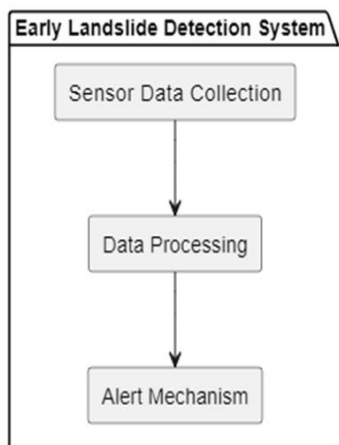 Early Landslide Detection System
Sensor Data Collection
Data Processing
Alert Mechanism